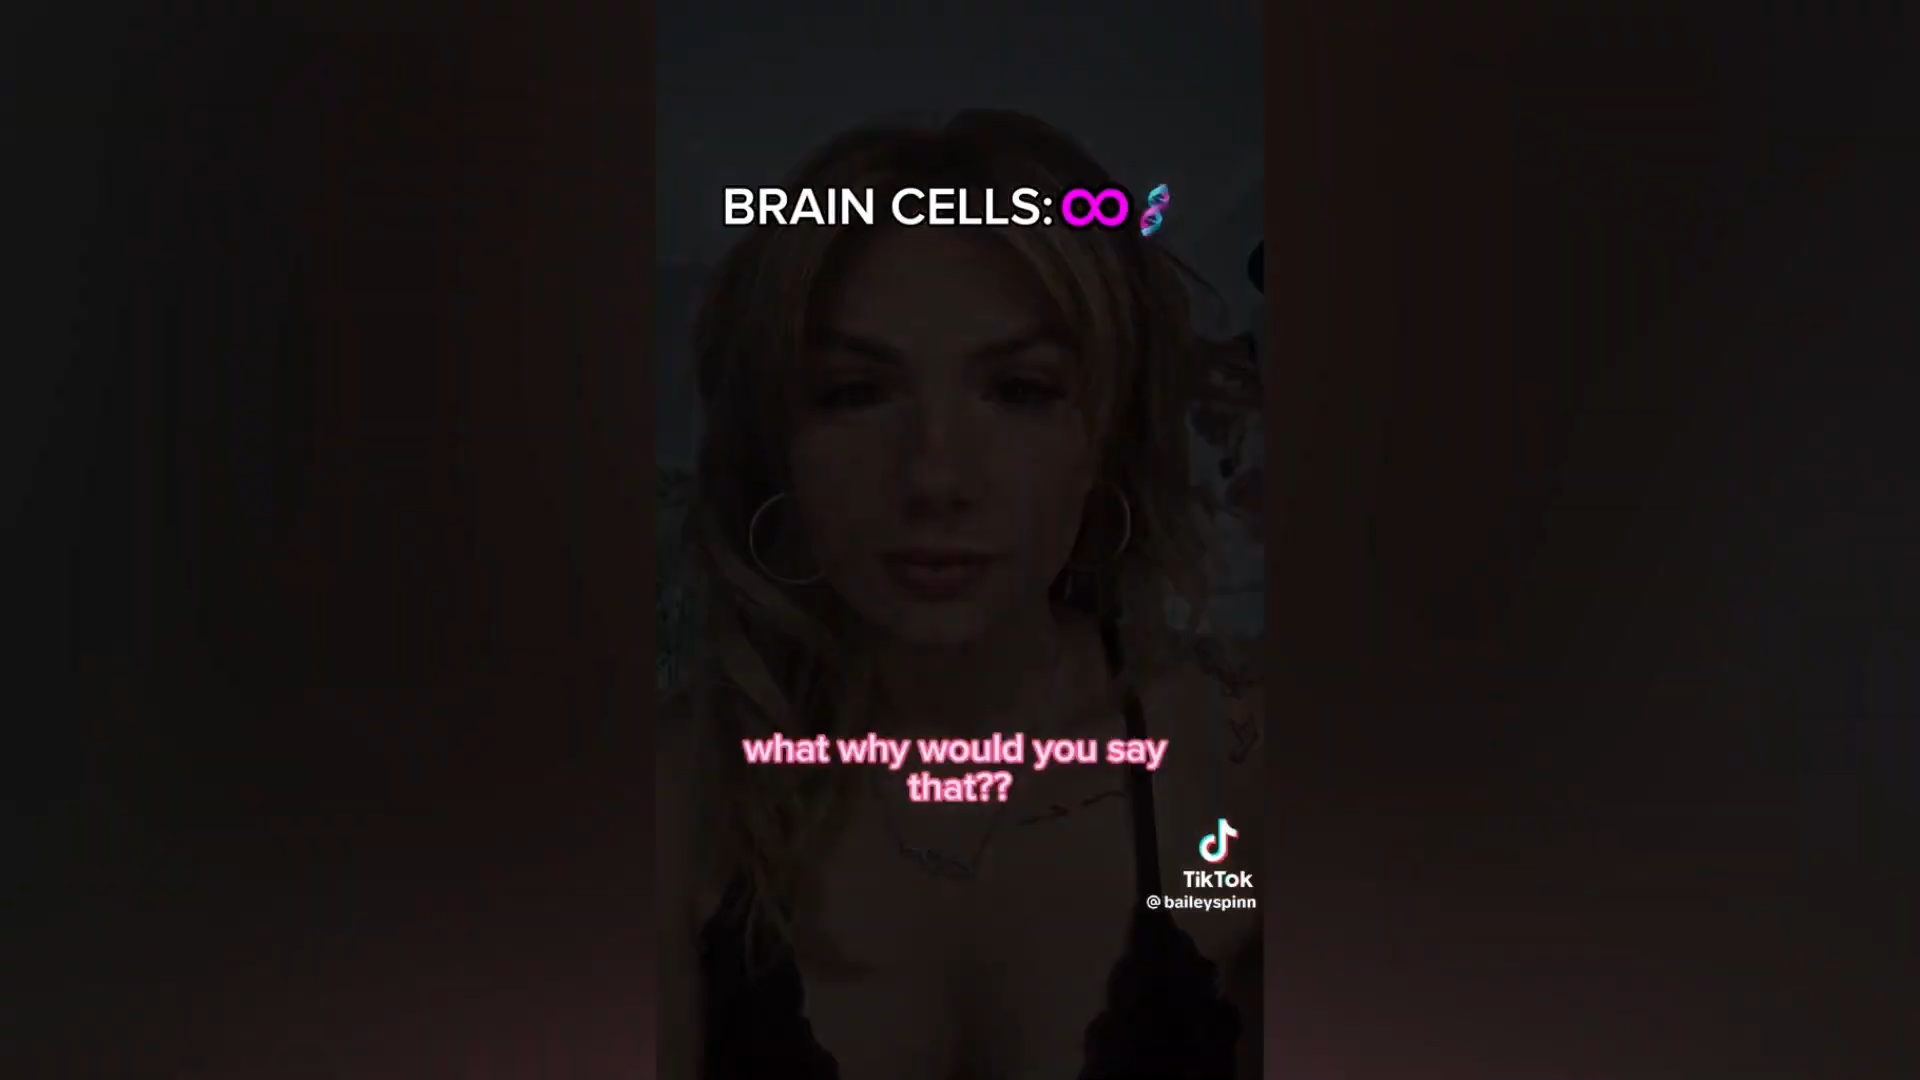 BRAIN CELLS:∞🧬
what why would you say
that??
TikTok
@baileyspinn